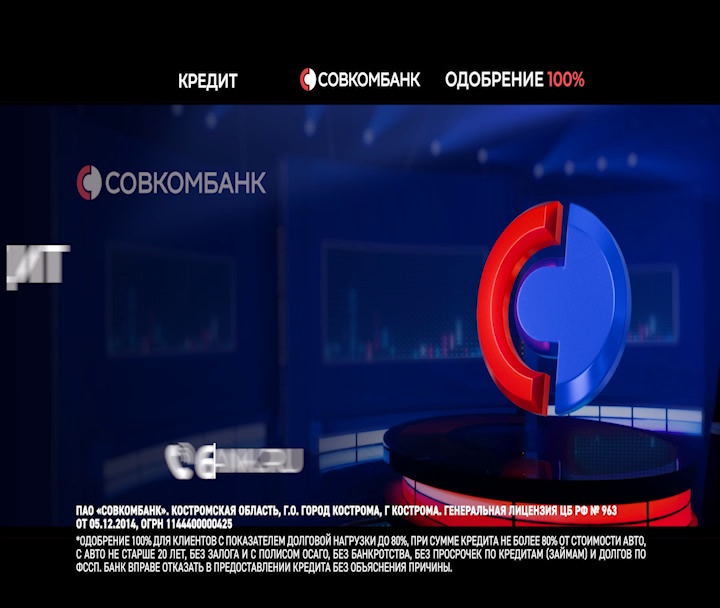 КРЕДИТ СОВКОМБАНК ОДОБРЕНИЕ 100%
СОВКОМБАНК
ПАО «СОВКОМБАНК». КОСТРОМСКАЯ ОБЛАСТЬ, Г.О. ГОРОД КОСТРОМА, Г КОСТРОМА. ГЕНЕРАЛЬНАЯ ЛИЦЕНЗИЯ ЦБ РФ № 963
ОТ 05.12.2014, ОГРН 1144400000425
*ОДОБРЕНИЕ 100% ДЛЯ КЛИЕНТОВ С ПОКАЗАТЕЛЕМ ДОЛГОВОЙ НАГРУЗКИ ДО 80%, ПРИ СУММЕ КРЕДИТА НЕ БОЛЕЕ 80% ОТ СТОИМОСТИ АВТО,
С АВТО НЕ СТАРШЕ 20 ЛЕТ, БЕЗ ЗАЛОГА И С ПОЛИСОМ ОСАГО, БЕЗ БАНКРОТСТВА, БЕЗ ПРОСРОЧЕК ПО КРЕДИТАМ (ЗАЙМАМ) И ДОЛГОВ ПО
ФССП. БАНК ВПРАВЕ ОТКАЗАТЬ В ПРЕДОСТАВЛЕНИИ КРЕДИТА БЕЗ ОБЪЯСНЕНИЯ ПРИЧИНЫ.